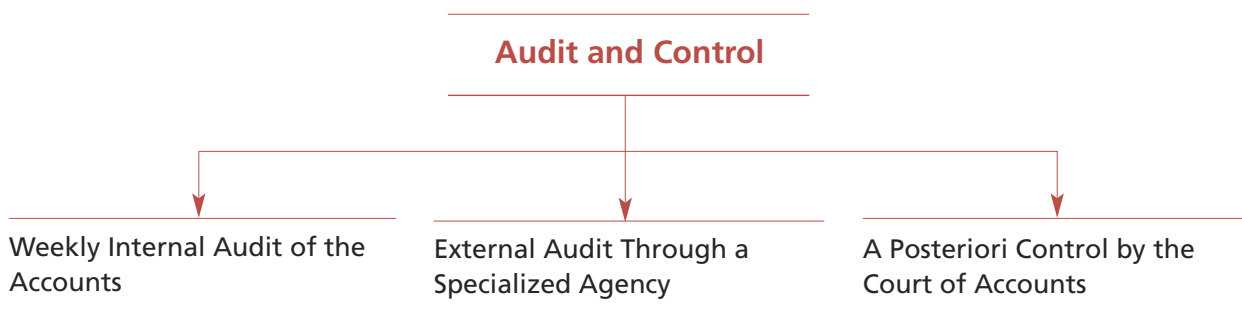 Audit and Control
Weekly Internal Audit of the
Accounts
External Audit Through a
Specialized Agency
A Posteriori Control by the
Court of Accounts